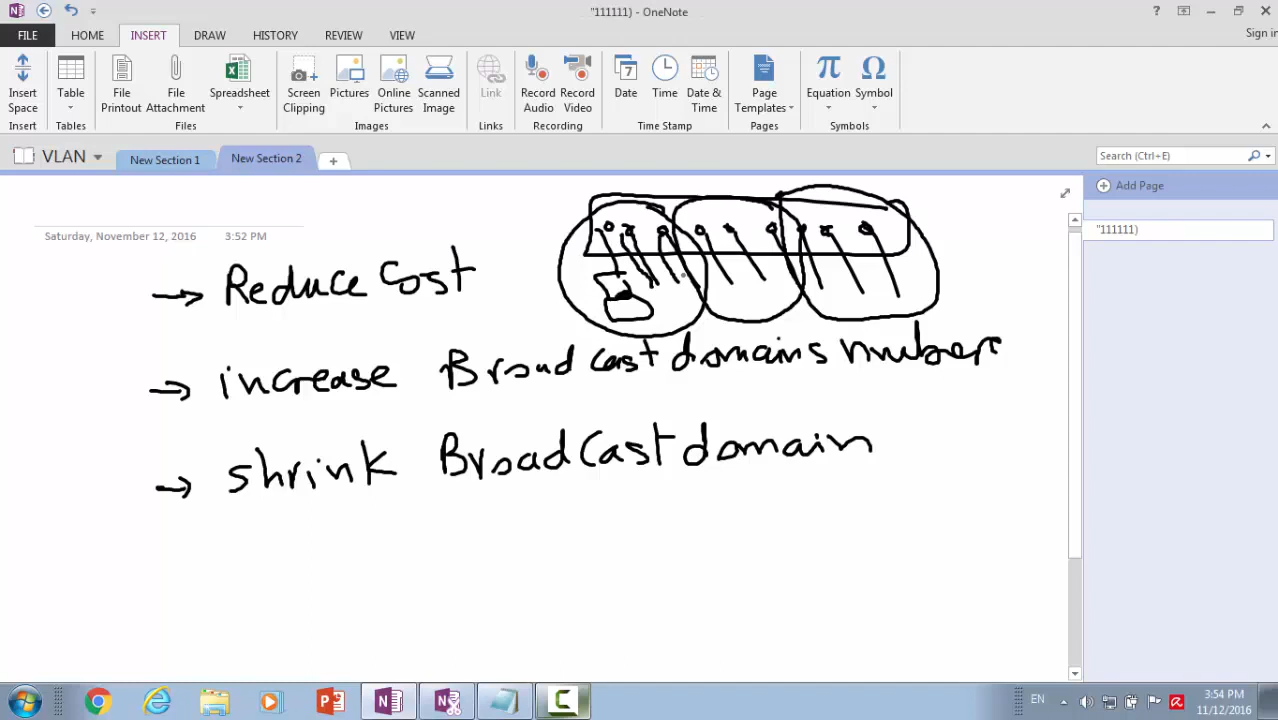 "111111) - OneNote
FILE HOME INSERT DRAW HISTORY REVIEW VIEW Sign in
Insert Space Table File Printout File Attachment Spreadsheet Screen Clipping Pictures Online Pictures Scanned Image Link Record Audio Record Video Date Time Date & Time Page Templates Equation Symbol
Insert Tables Files Images Links Recording Time Stamp Pages Symbols
VLAN New Section 1 New Section 2 Search (Ctrl+E)
Add Page
"111111)
Saturday, November 12, 2016 3:52 PM
Reduce Cost
increase Broadcast domains numbers
shrink BroadCast domain
EN 3:54 PM
11/12/2016